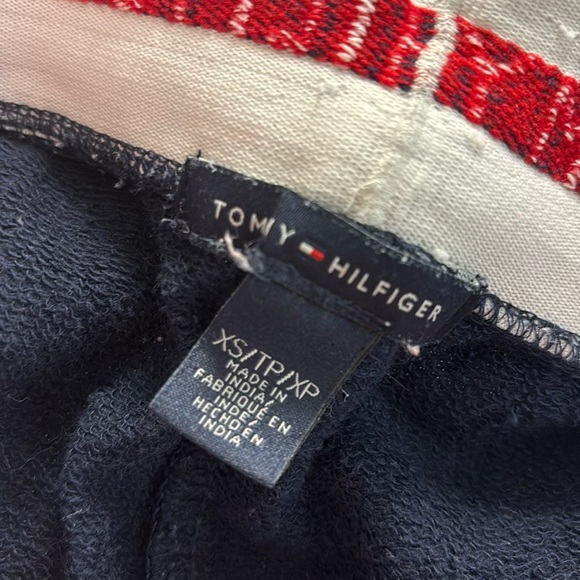 TOMMY HILFIGER
XS/TP/XP
MADE IN
INDIA/
FABRIQUÉ EN
INDE/
HECHO EN
INDIA